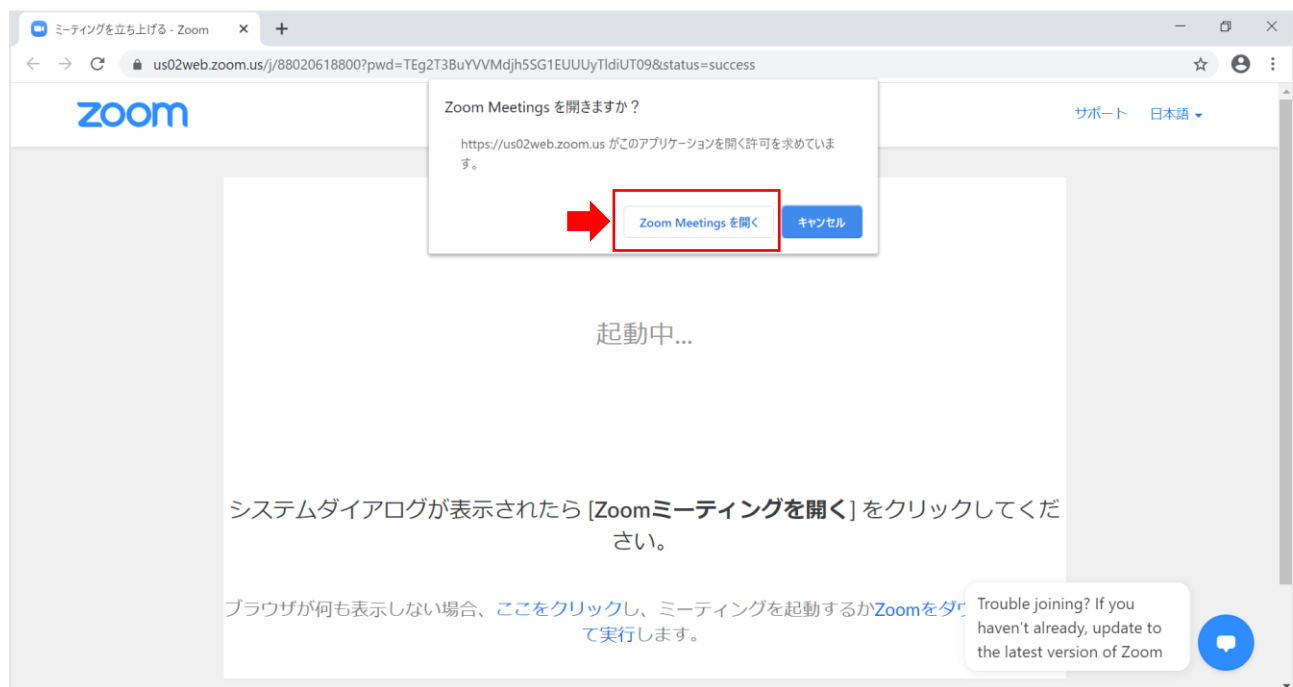 ミーティングを立ち上げる - Zoom
us02web.zoom.us/j/88020618800?pwd=TEg2T3BuYVVMdjh5SG1EUUUyTldiUT09&status=success
zoom
サポート 日本語
Zoom Meetings を開きますか？
https://us02web.zoom.us がこのアプリケーションを開く許可を求めていま
す。
Zoom Meetings を開く キャンセル
起動中...
システムダイアログが表示されたら [Zoomミーティングを開く] をクリックしてくだ
さい。
ブラウザが何も表示しない場合、ここをクリックし、ミーティングを起動するかZoomをダウ
て実行します。
Trouble joining? If you
haven't already, update to
the latest version of Zoom